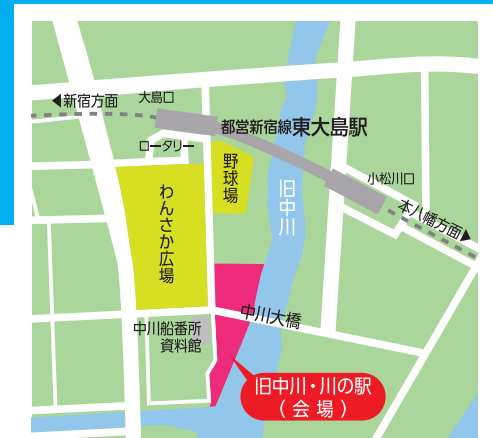 ◀新宿方面
大島口
都営新宿線東大島駅
ロータリー
野球場
わんさか広場
旧中川
小松川口
本八幡方面▶
中川大橋
中川船番所
資料館
旧中川・川の駅
(会場)